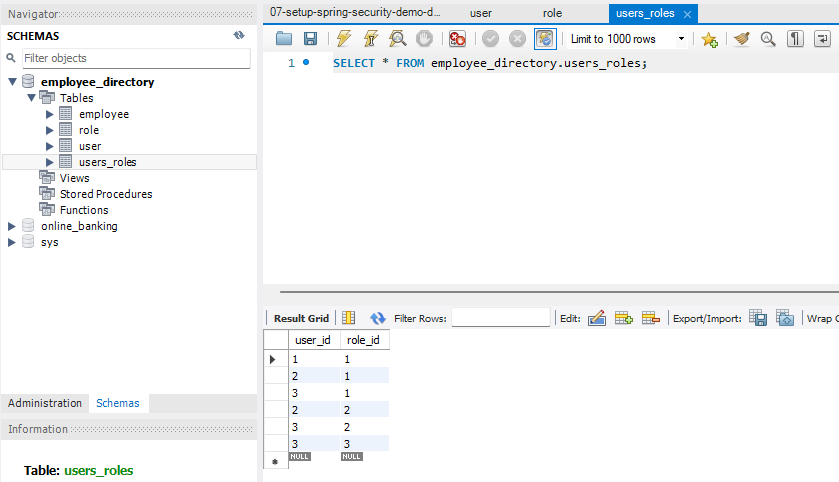 Navigator
SCHEMAS
Filter objects
employee_directory
Tables
employee
role
user
users_roles
Views
Stored Procedures
Functions
online_banking
sys
Administration Schemas
Information
Table: users_roles
07-setup-spring-security-demo-d... user role users_roles
Limit to 1000 rows
1 SELECT * FROM employee_directory.users_roles;
Result Grid Filter Rows: Edit: Export/Import: Wrap C
user_id role_id
1 1
2 1
3 1
2 2
3 2
3 3
NULL NULL